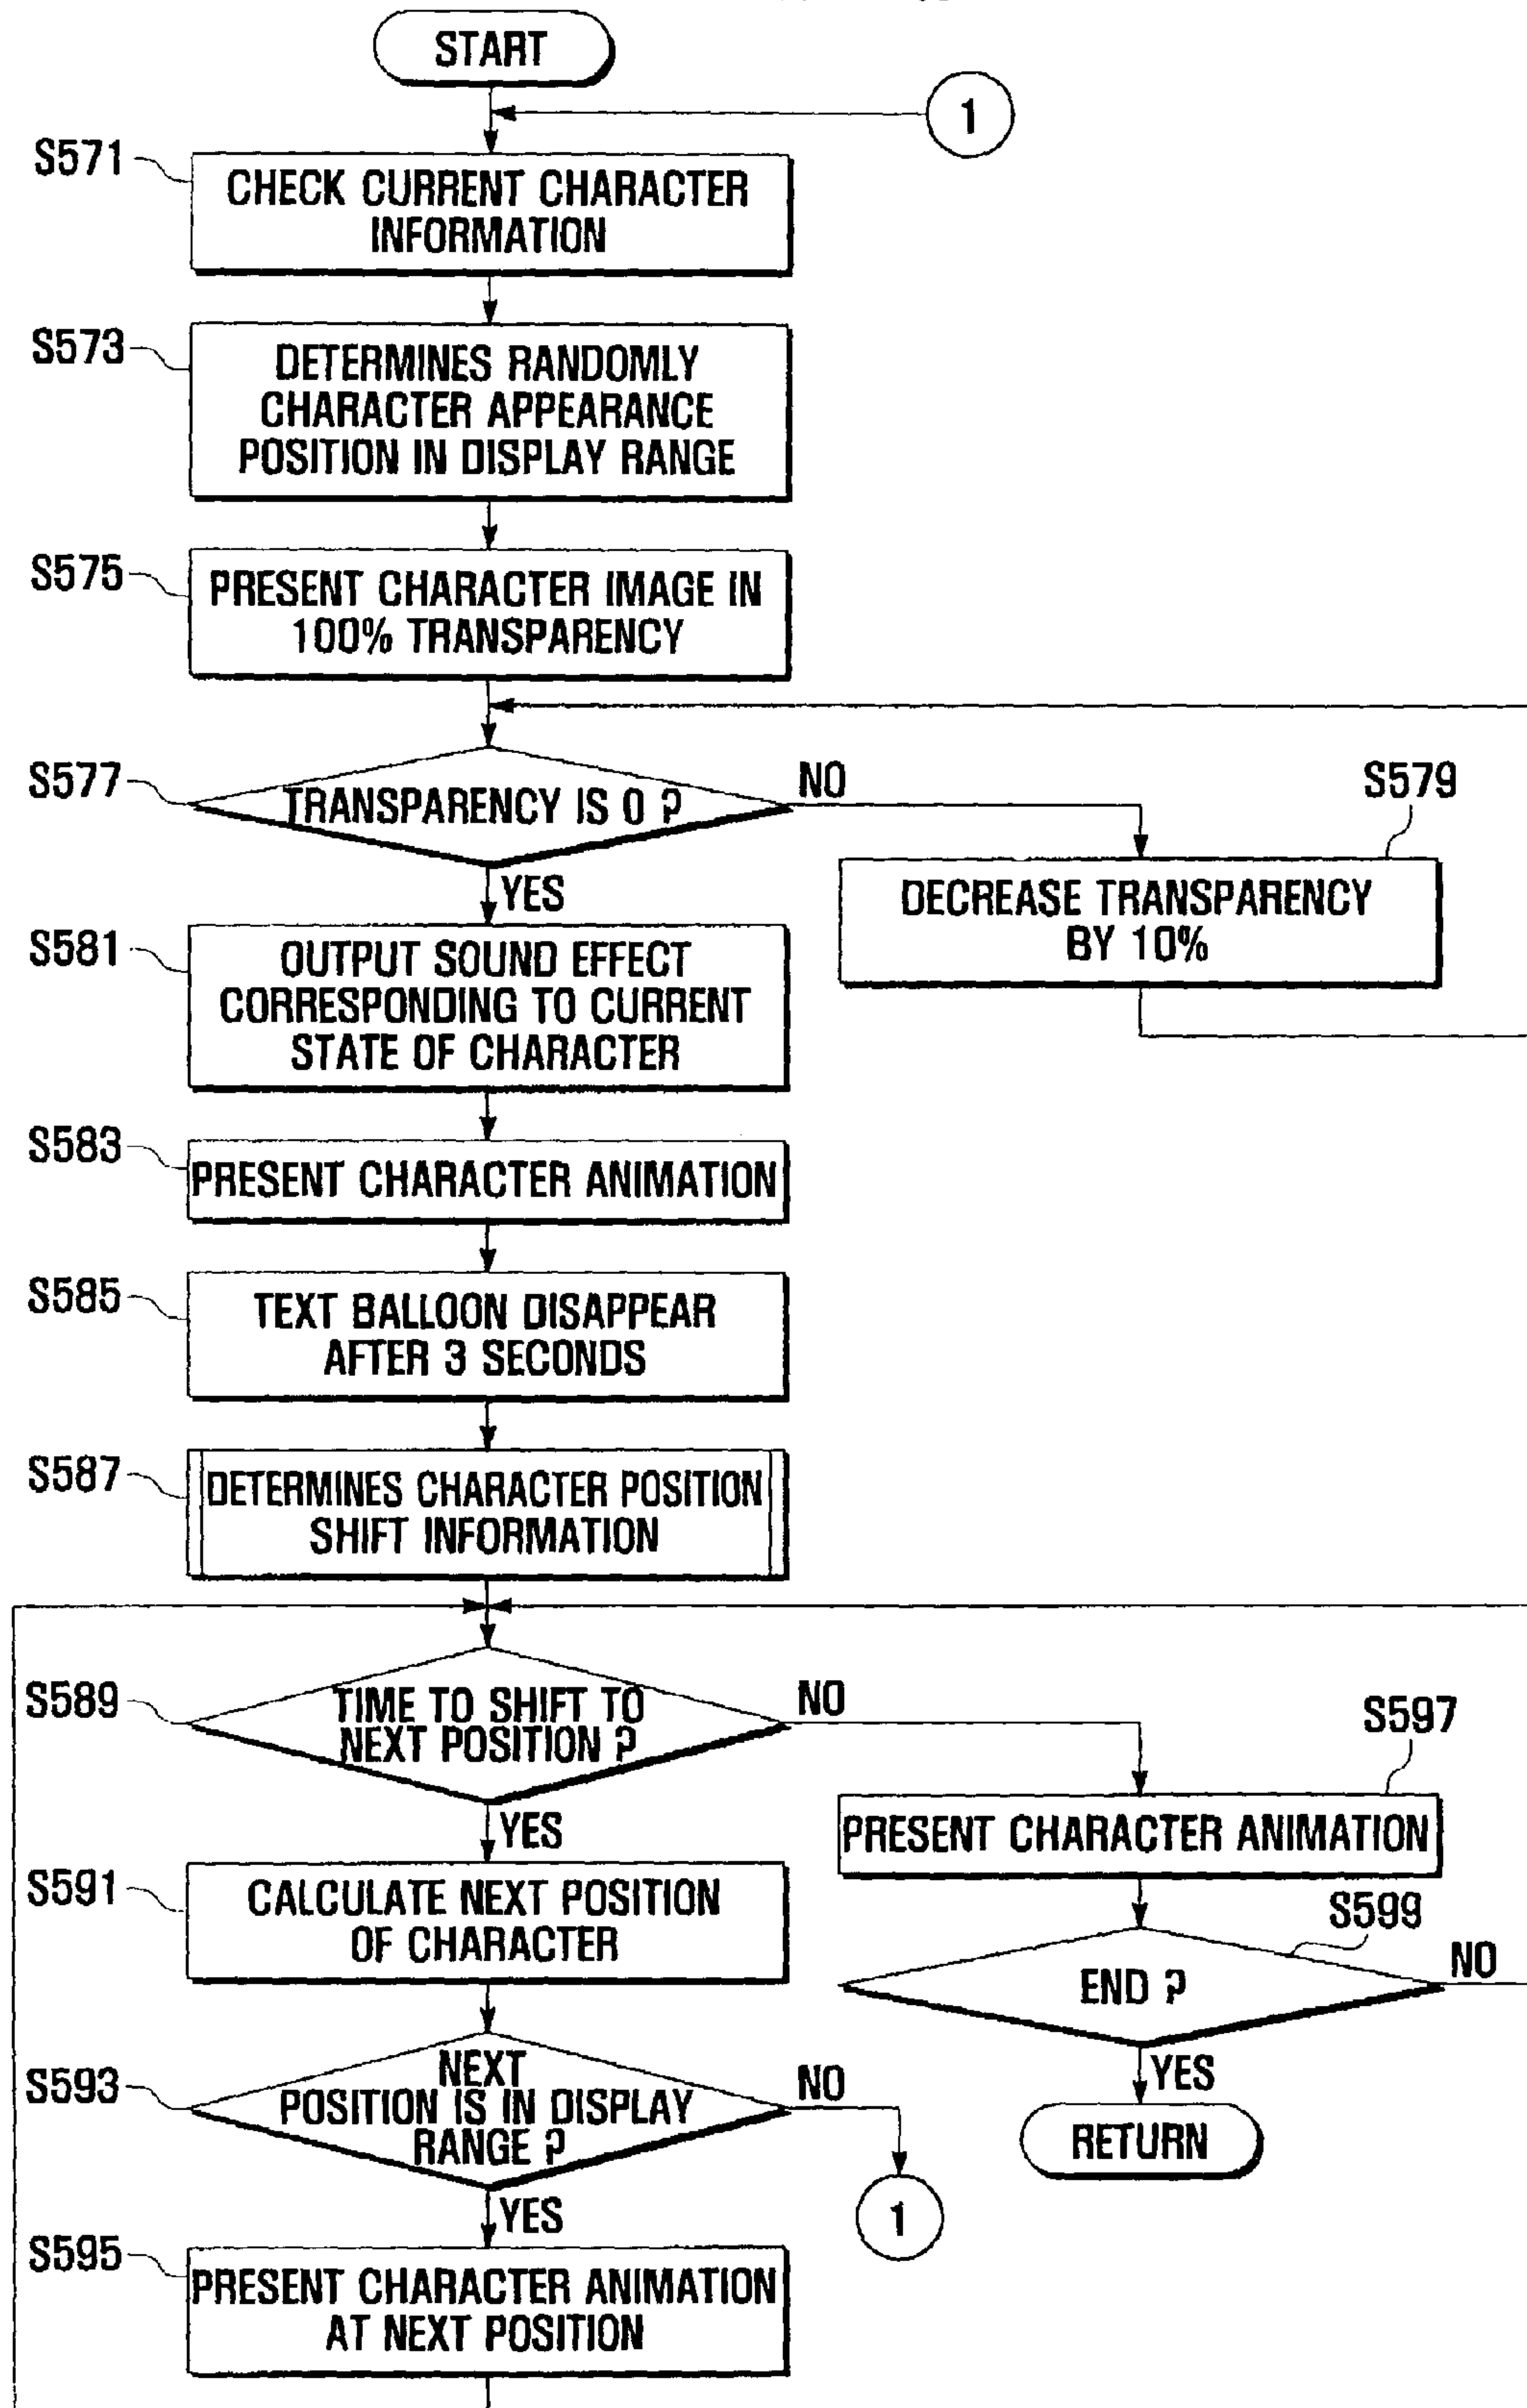 START
1
S571
CHECK CURRENT CHARACTER
INFORMATION
S573
DETERMINES RANDOMLY
CHARACTER APPEARANCE
POSITION IN DISPLAY RANGE
S575
PRESENT CHARACTER IMAGE IN
100% TRANSPARENCY
S577
TRANSPARENCY IS 0 ?
NO
S579
DECREASE TRANSPARENCY
BY 10%
YES
S581
OUTPUT SOUND EFFECT
CORRESPONDING TO CURRENT
STATE OF CHARACTER
S583
PRESENT CHARACTER ANIMATION
S585
TEXT BALLOON DISAPPEAR
AFTER 3 SECONDS
S587
DETERMINES CHARACTER POSITION
SHIFT INFORMATION
S589
TIME TO SHIFT TO
NEXT POSITION ?
NO
S597
PRESENT CHARACTER ANIMATION
YES
S591
CALCULATE NEXT POSITION
OF CHARACTER
S599
END ?
NO
YES
RETURN
S593
NEXT
POSITION IS IN DISPLAY
RANGE ?
NO
1
YES
S595
PRESENT CHARACTER ANIMATION
AT NEXT POSITION